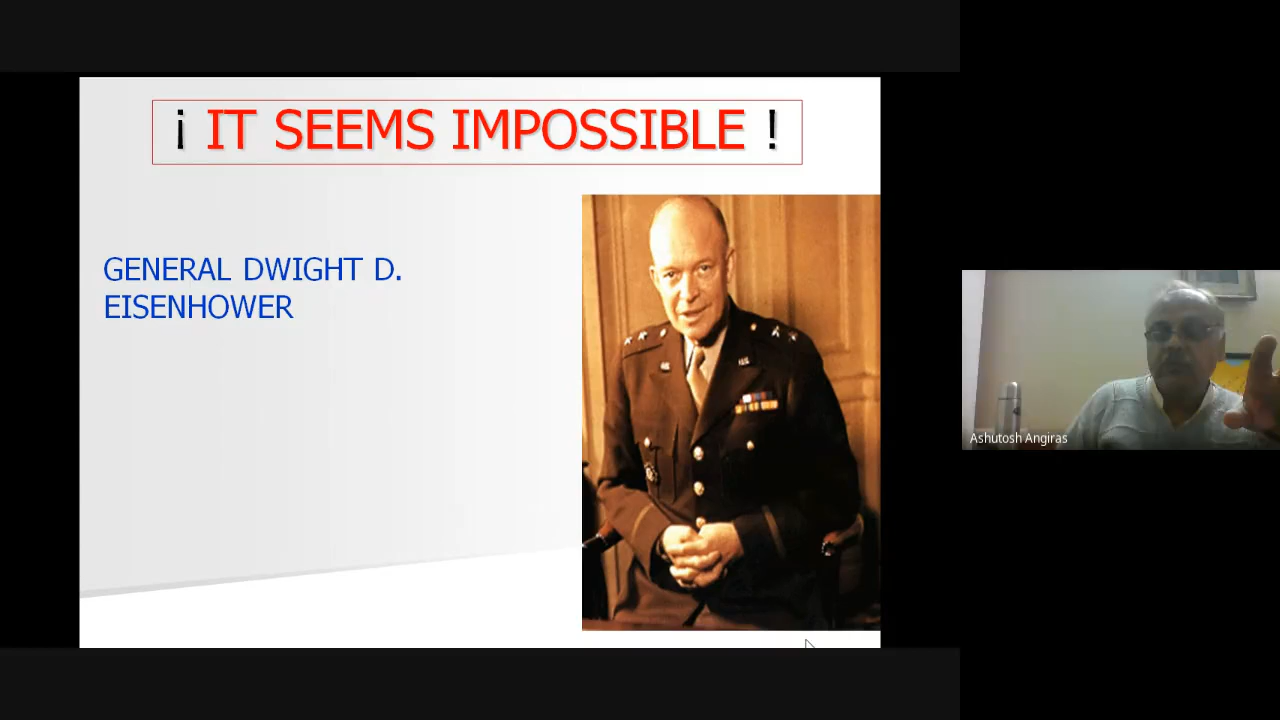 ¡ IT SEEMS IMPOSSIBLE !
GENERAL DWIGHT D.
EISENHOWER
Ashutosh Angiras